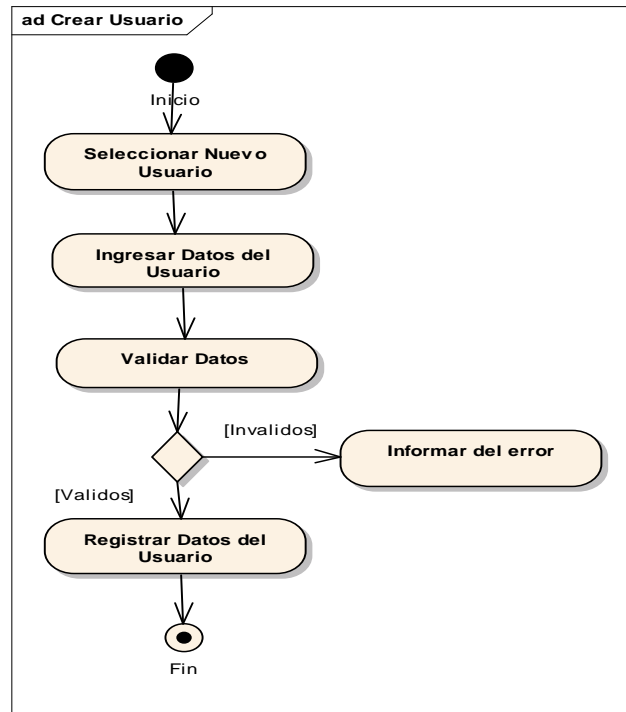 ad Crear Usuario
Inicio
Seleccionar Nuevo
Usuario
Ingresar Datos del
Usuario
Validar Datos
[Invalidos]
Informar del error
[Validos]
Registrar Datos del
Usuario
Fin